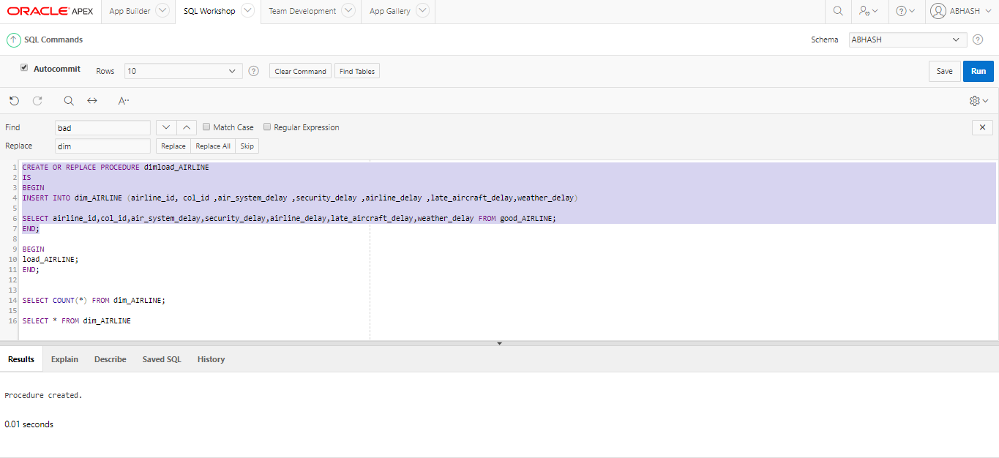 ORACLE APEX App Builder SQL Workshop Team Development App Gallery ABHASH
SQL Commands Schema ABHASH
Autocommit Rows 10 Clear Command Find Tables Save Run
Find bad Match Case Regular Expression
Replace dim Replace Replace All Skip
1 CREATE OR REPLACE PROCEDURE dimload_AIRLINE
2 IS
3 BEGIN
4 INSERT INTO dim_AIRLINE (airline_id, col_id ,air_system_delay ,security_delay ,airline_delay ,late_aircraft_delay,weather_delay)
5
6 SELECT airline_id,col_id,air_system_delay,security_delay,airline_delay,late_aircraft_delay,weather_delay FROM good_AIRLINE;
7 END;
8
9 BEGIN
10 load_AIRLINE;
11 END;
12
13
14 SELECT COUNT(*) FROM dim_AIRLINE;
15
16 SELECT * FROM dim_AIRLINE
Results Explain Describe Saved SQL History
Procedure created.
0.01 seconds